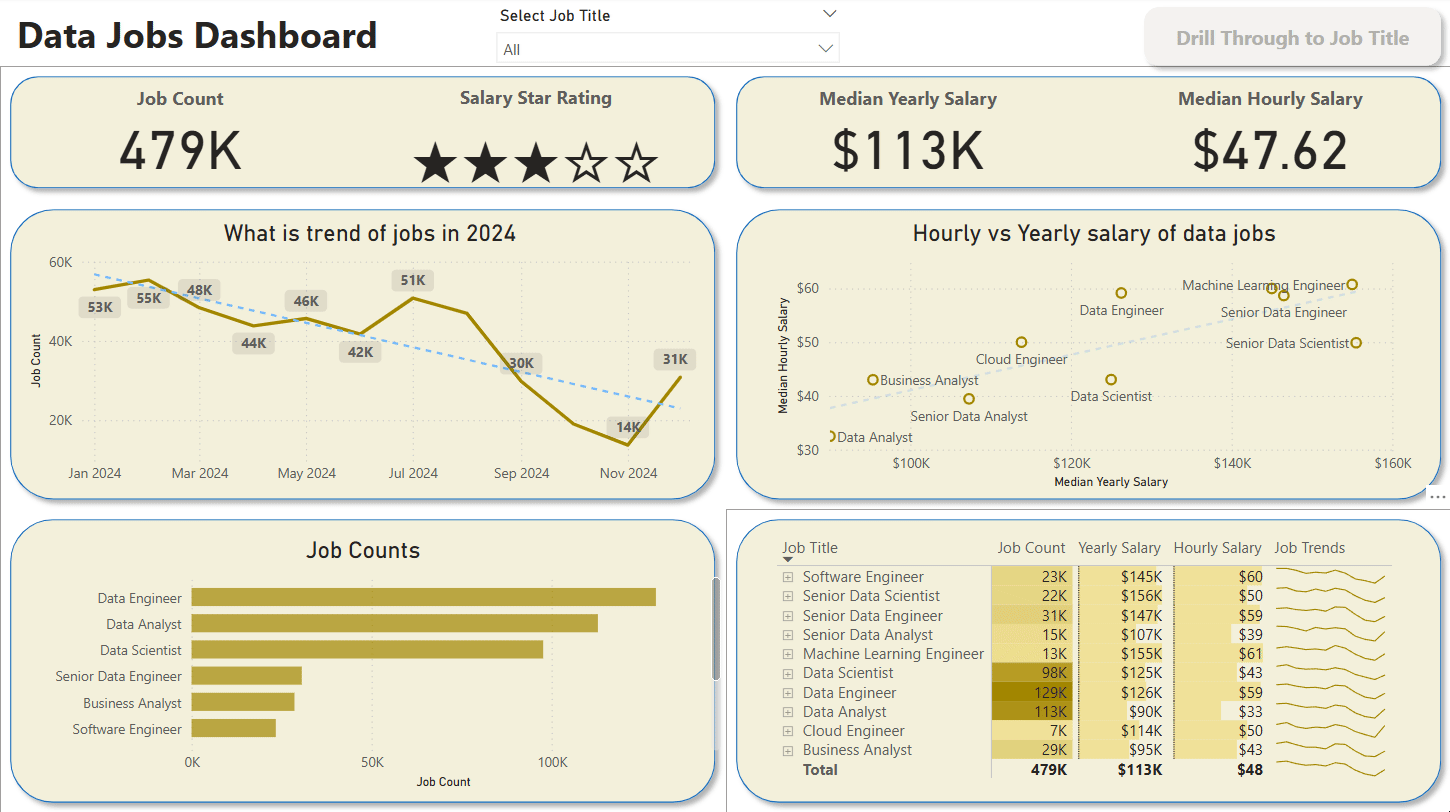 Data Jobs Dashboard
Select Job Title
All
Drill Through to Job Title
Job Count
479K
Salary Star Rating
★★★☆☆
Median Yearly Salary
$113K
Median Hourly Salary
$47.62
What is trend of jobs in 2024
Job Count
60K
40K
20K
53K
55K
48K
44K
46K
42K
51K
30K
14K
31K
Jan 2024
Mar 2024
May 2024
Jul 2024
Sep 2024
Nov 2024
Hourly vs Yearly salary of data jobs
Median Hourly Salary
$60
$50
$40
$30
Machine Learning Engineer
Data Engineer
Senior Data Engineer
Cloud Engineer
Senior Data Scientist
Business Analyst
Data Scientist
Senior Data Analyst
Data Analyst
$100K
$120K
$140K
$160K
Median Yearly Salary
Job Counts
Data Engineer
Data Analyst
Data Scientist
Senior Data Engineer
Business Analyst
Software Engineer
0K
50K
100K
Job Count
Job Title Job Count Yearly Salary Hourly Salary Job Trends
Software Engineer 23K $145K $60
Senior Data Scientist 22K $156K $50
Senior Data Engineer 31K $147K $59
Senior Data Analyst 15K $107K $39
Machine Learning Engineer 13K $155K $61
Data Scientist 98K $125K $43
Data Engineer 129K $126K $59
Data Analyst 113K $90K $33
Cloud Engineer 7K $114K $50
Business Analyst 29K $95K $43
Total 479K $113K $48